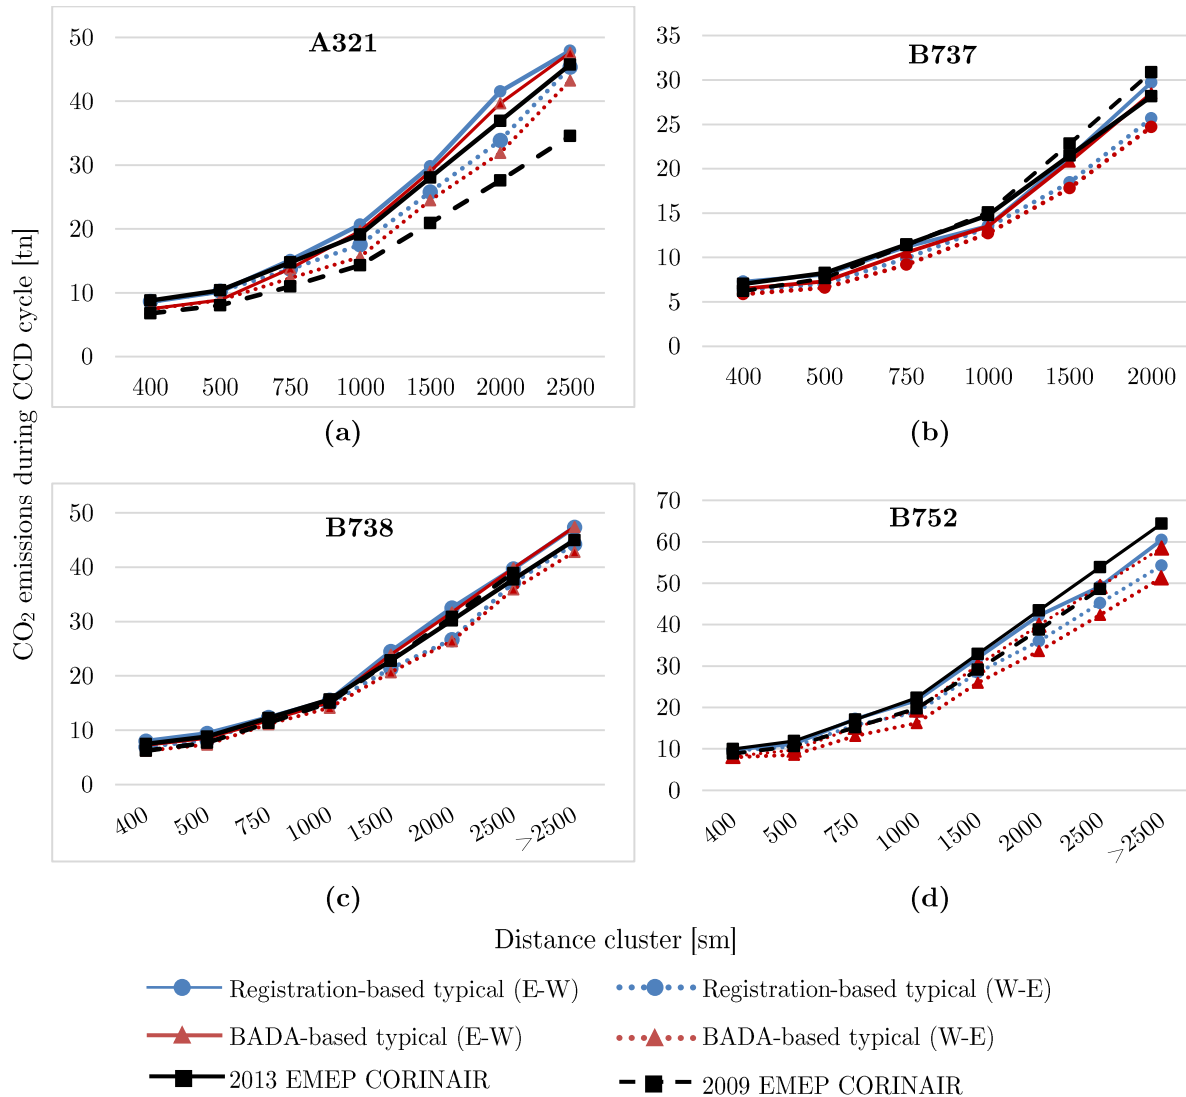 CO₂ emissions during CCD cycle [tn]
A321
50
40
30
20
10
0
400 500 750 1000 1500 2000 2500
(a)
B737
35
30
25
20
15
10
5
0
400 500 750 1000 1500 2000
(b)
B738
50
40
30
20
10
0
400 500 750 1000 1500 2000 2500 >2500
(c)
B752
70
60
50
40
30
20
10
0
400 500 750 1000 1500 2000 2500 >2500
(d)
Distance cluster [sm]
Registration-based typical (E-W)
Registration-based typical (W-E)
BADA-based typical (E-W)
BADA-based typical (W-E)
2013 EMEP CORINAIR
2009 EMEP CORINAIR